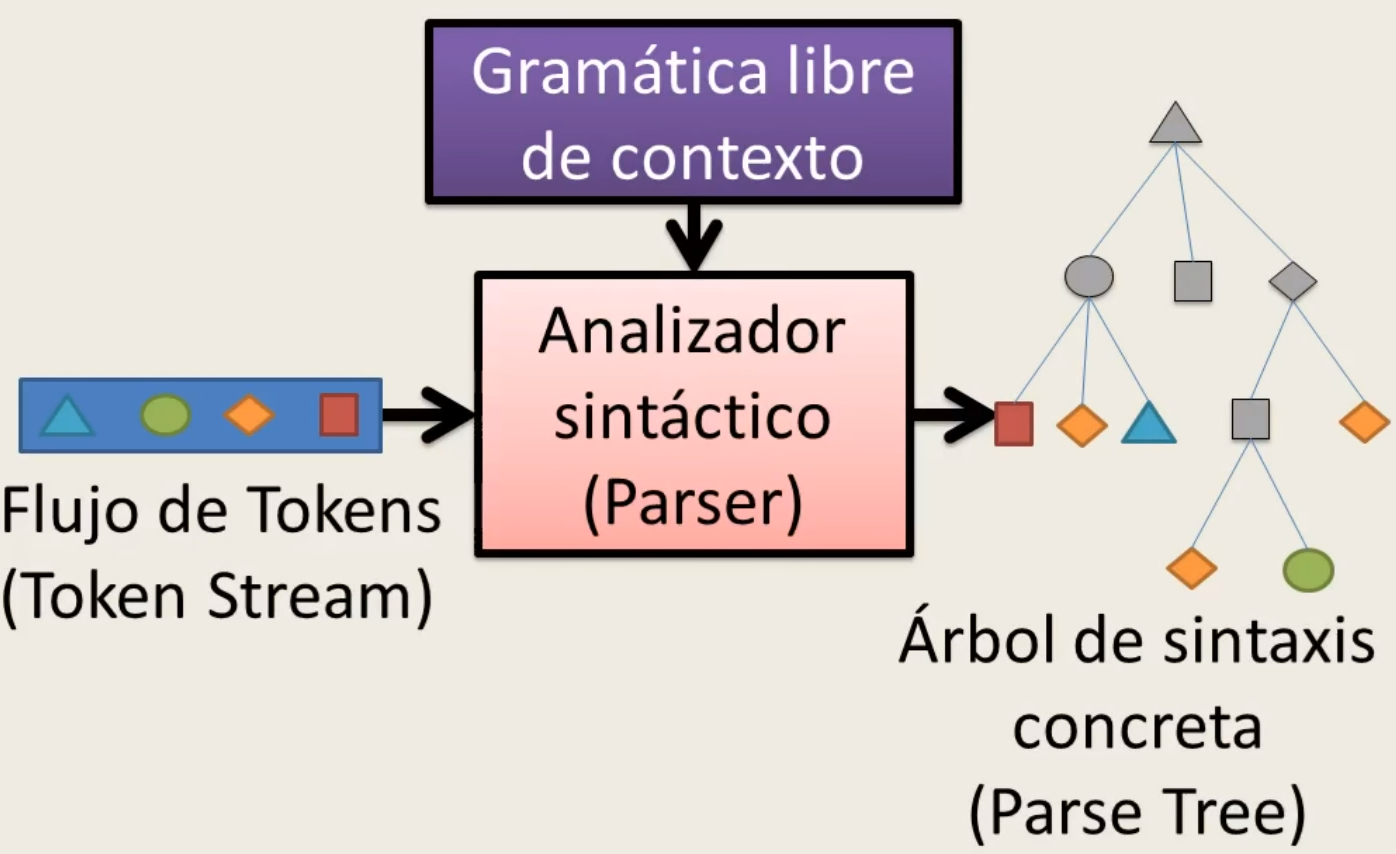 Gramática libre
de contexto
Analizador
sintáctico
(Parser)
Flujo de Tokens
(Token Stream)
Árbol de sintaxis
concreta
(Parse Tree)